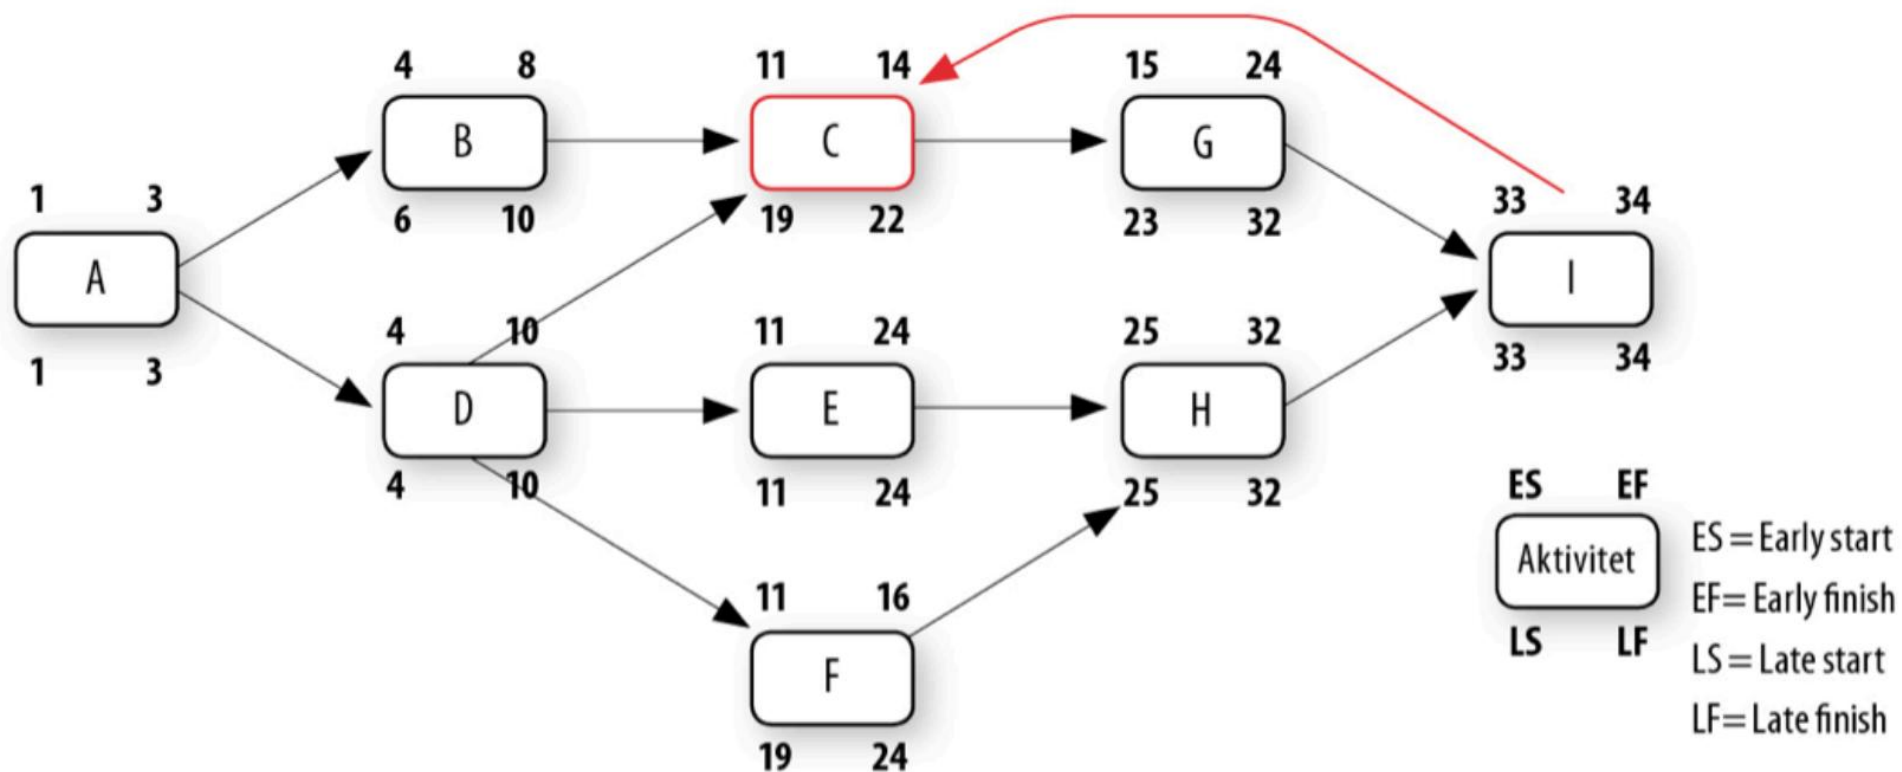 11 14
15 24
4 8
B
C
G
1 3
6 10
19 22
23 32
33 34
A
I
1 3
4 10
11 24
25 32
33 34
D
E
H
4 10
11 24
25 32
ES EF
Aktivitet
LS LF
ES = Early start
EF= Early finish
LS = Late start
LF= Late finish
11 16
F
19 24